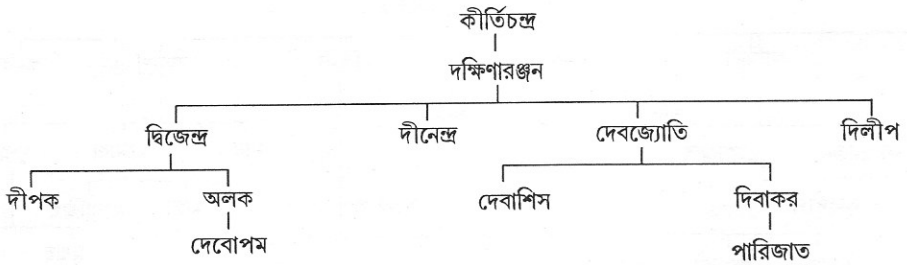 কীর্তিচন্দ্র
দক্ষিণারঞ্জন
দ্বিজেন্দ্র দীনেন্দ্র দেবজ্যোতি দিলীপ
দীপক অলক দেবাশিস দিবাকর
দেবোপম পারিজাত